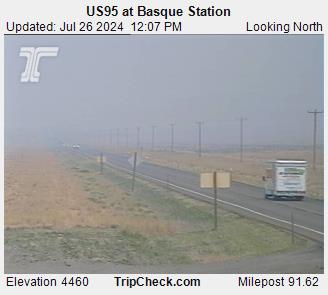 US95 at Basque Station
Updated: Jul 26 2024 12:07 PM Looking North
Elevation 4460 TripCheck.com Milepost 91.62